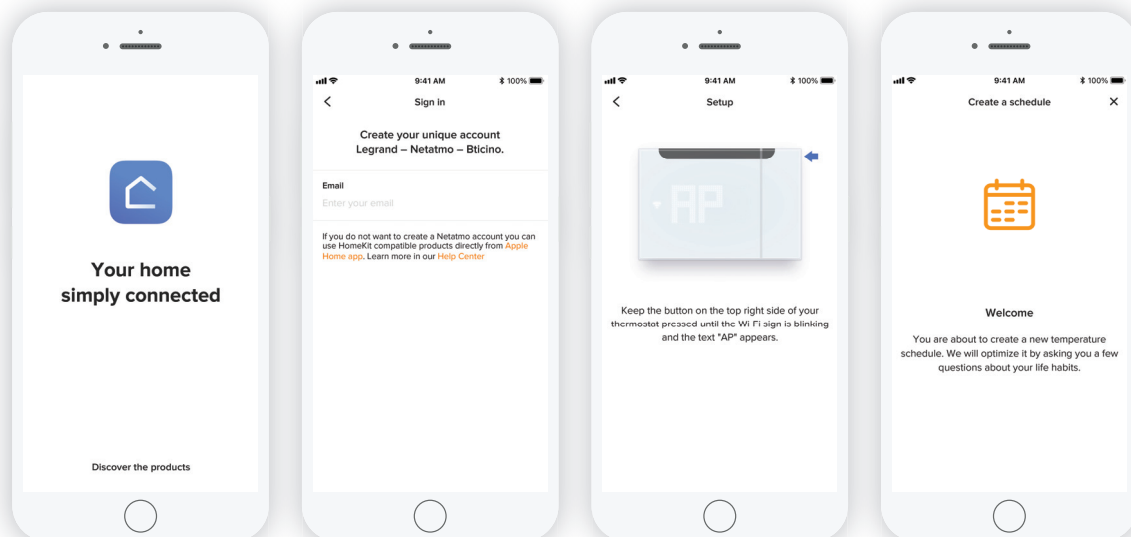 Your home
simply connected
Discover the products
9:41 AM
100%
Sign in
Create your unique account
Legrand – Netatmo – Bticino.
Email
Enter your email
If you do not want to create a Netatmo account you can
use HomeKit compatible products directly from Apple
Home app. Learn more in our Help Center
9:41 AM
100%
Setup
AP
Keep the button on the top right side of your
thermostat pressed until the Wi-Fi sign is blinking
and the text "AP" appears.
9:41 AM
100%
Create a schedule
Welcome
You are about to create a new temperature
schedule. We will optimize it by asking you a few
questions about your life habits.